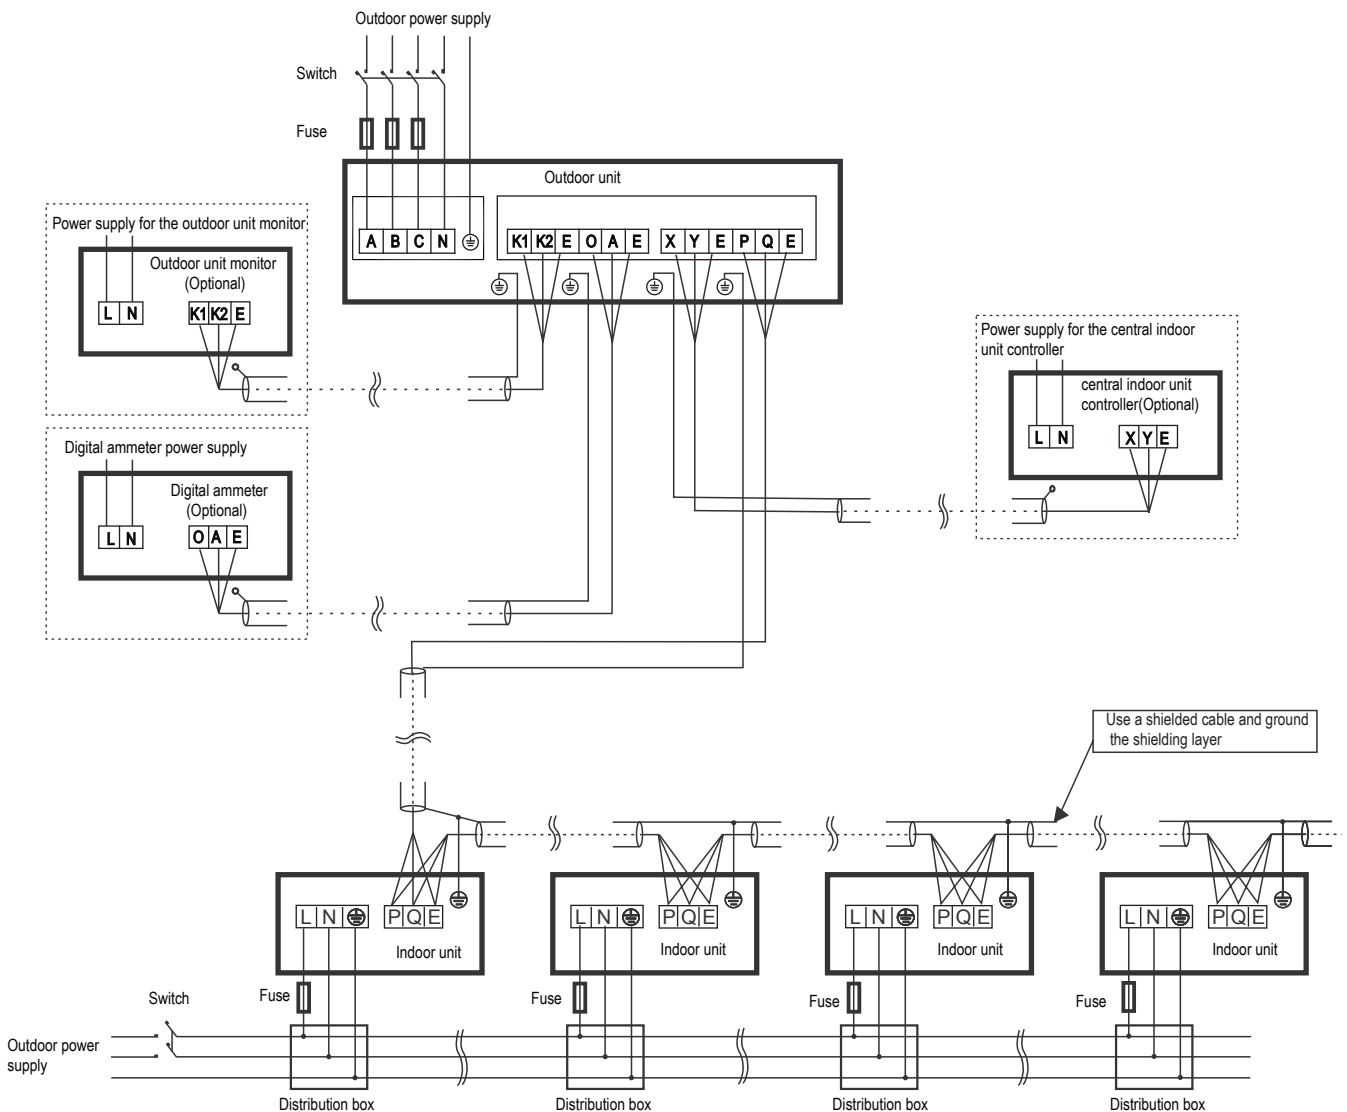 Outdoor power supply
Switch
Fuse
Outdoor unit
A B C N
K1 K2 E O A E X Y E P Q E
Power supply for the outdoor unit monitor
Outdoor unit monitor
(Optional)
L N K1 K2 E
Power supply for the central indoor
unit controller
central indoor unit
controller(Optional)
L N X Y E
Digital ammeter power supply
Digital ammeter
(Optional)
L N O A E
Use a shielded cable and ground
the shielding layer
L N P Q E
Indoor unit
L N P Q E
Indoor unit
L N P Q E
Indoor unit
L N P Q E
Indoor unit
Fuse
Fuse
Fuse
Fuse
Switch
Outdoor power
supply
Distribution box
Distribution box
Distribution box
Distribution box